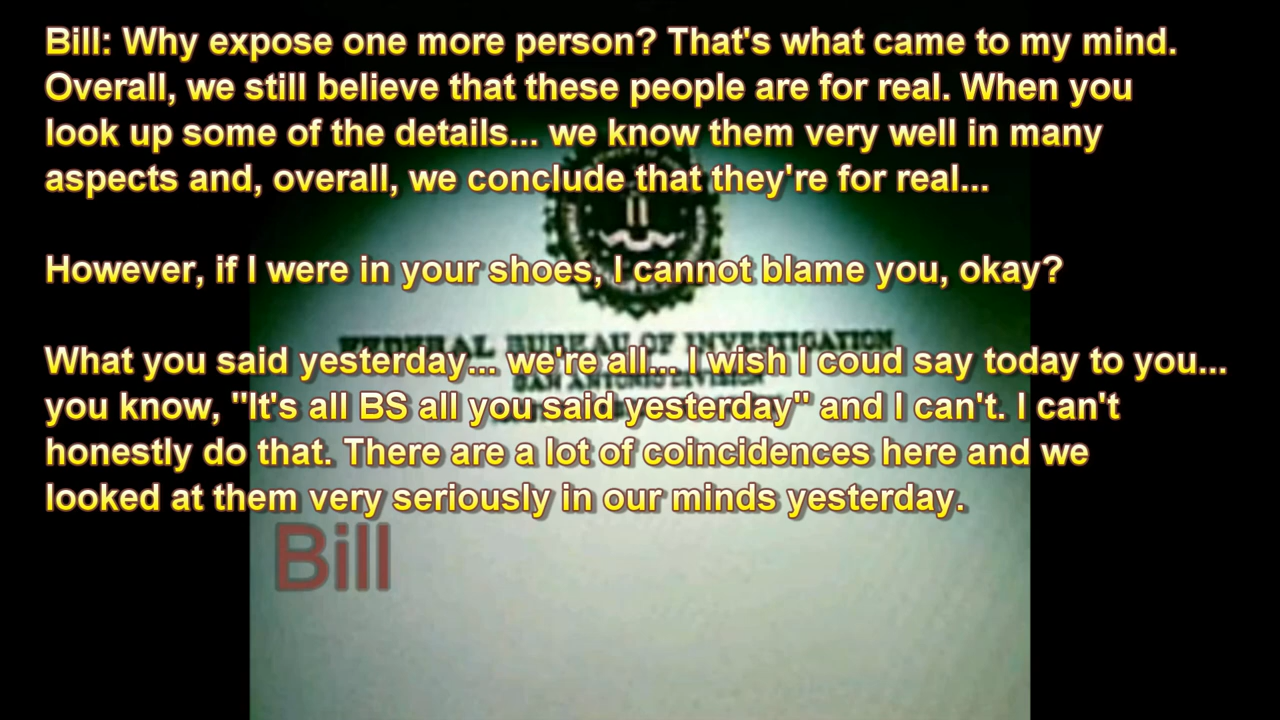 Bill: Why expose one more person? That's what came to my mind.
Overall, we still believe that these people are for real. When you
look up some of the details... we know them very well in many
aspects and, overall, we conclude that they're for real...
However, if I were in your shoes, I cannot blame you, okay?
FEDERAL BUREAU OF INVESTIGATION
What you said yesterday... we're all... I wish I coud say today to you...
SAN ANTONIO DIVISION
you know, "It's all BS all you said yesterday" and I can't. I can't
honestly do that. There are a lot of coincidences here and we
looked at them very seriously in our minds yesterday.
Bill